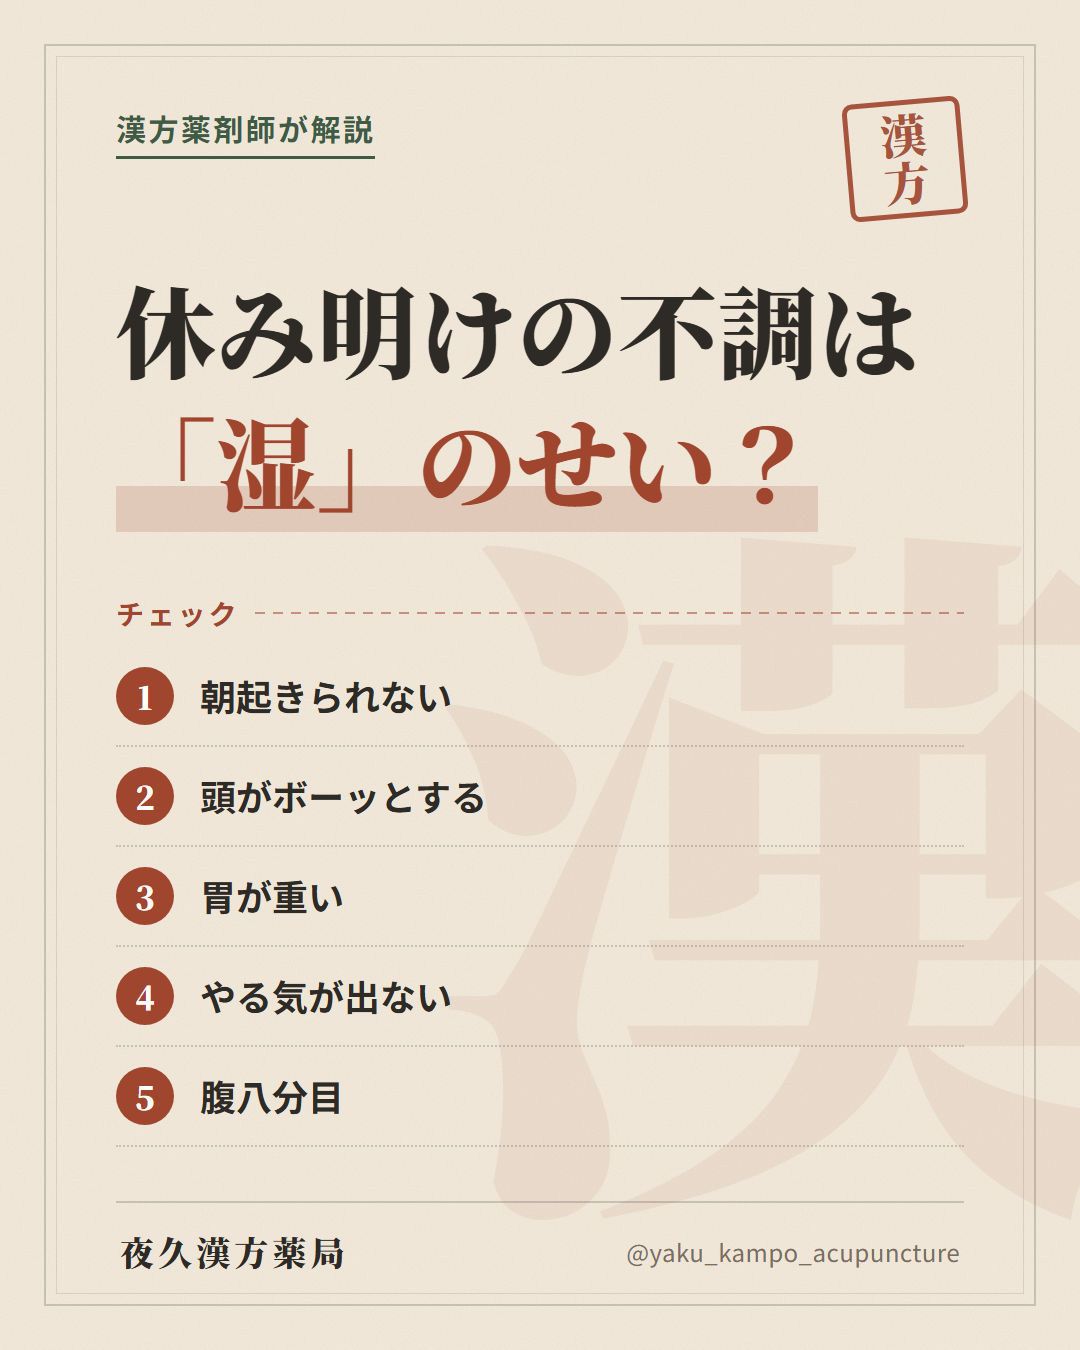 漢方薬剤師が解説
漢
方
休み明けの不調は
「湿」のせい？
チェック
1 朝起きられない
2 頭がボーッとする
3 胃が重い
4 やる気が出ない
5 腹八分目
漢
夜久漢方薬局
@yaku_kampo_acupuncture